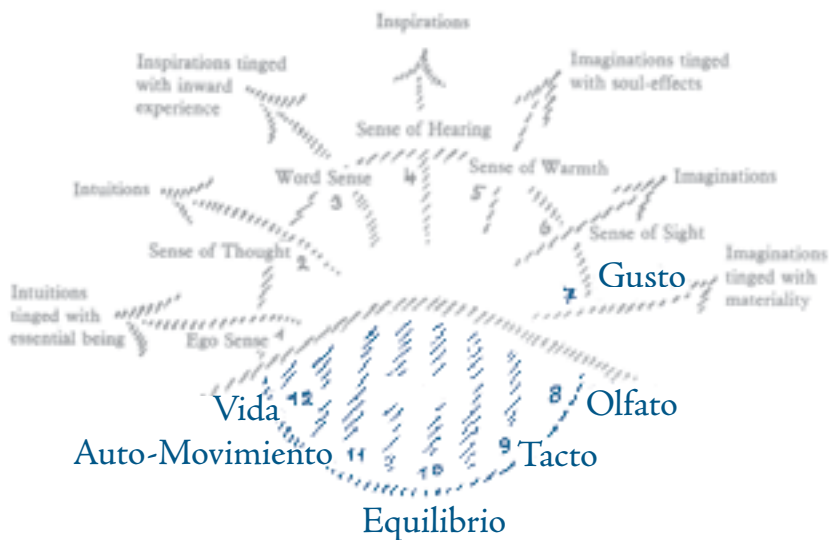 Inspirations
Inspirations tinged
with inward
experience
Imaginations tinged
with soul-effects
Sense of Hearing
Word Sense
4
Sense of Warmth
Intuitions
3
5
Imaginations
6
Sense of Sight
Sense of Thought
2
Gusto
Imaginations
tinged with
materiality
7
Intuitions
tinged with
essential being
Ego Sense
1
Vida
12
8
Olfato
Auto-Movimiento
11
9
Tacto
10
Equilibrio